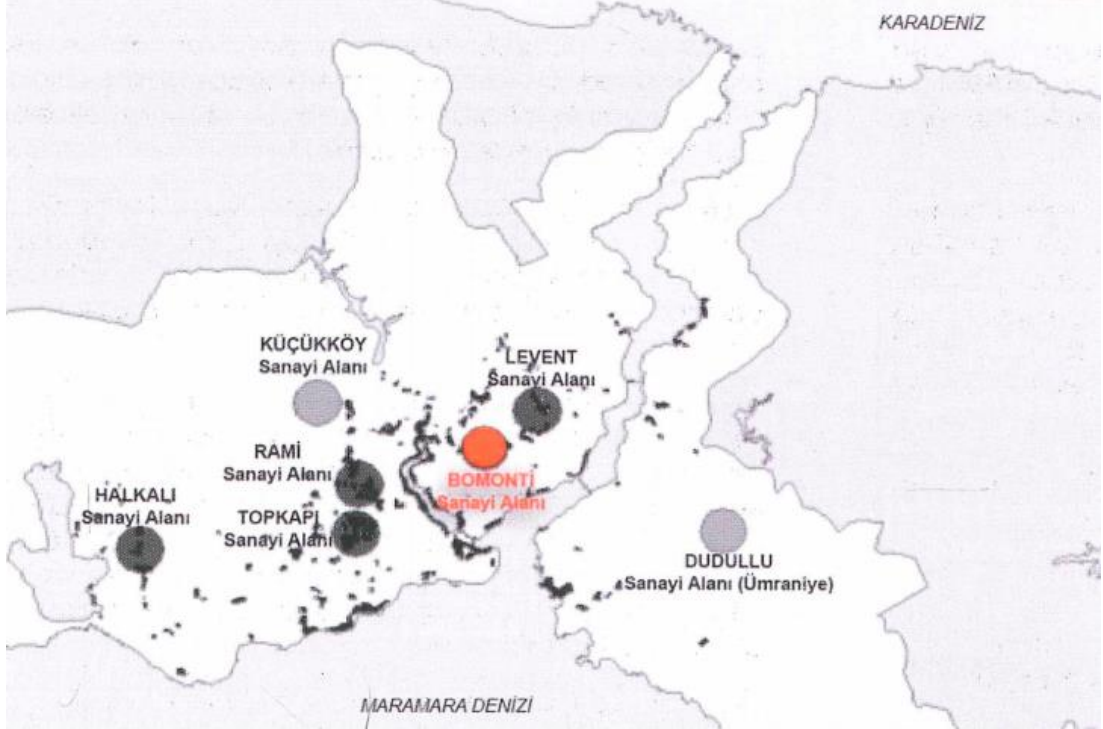 KARADENİZ
KÜÇÜKKÖY
Sanayi Alanı
LEVENT
Sanayi Alanı
RAMİ
Sanayi Alanı
BOMONTİ
Sanayi Alanı
HALKALI
Sanayi Alanı
TOPKAPI
Sanayi Alanı
DUDULLU
Sanayi Alanı (Ümraniye)
MARAMARA DENİZİ